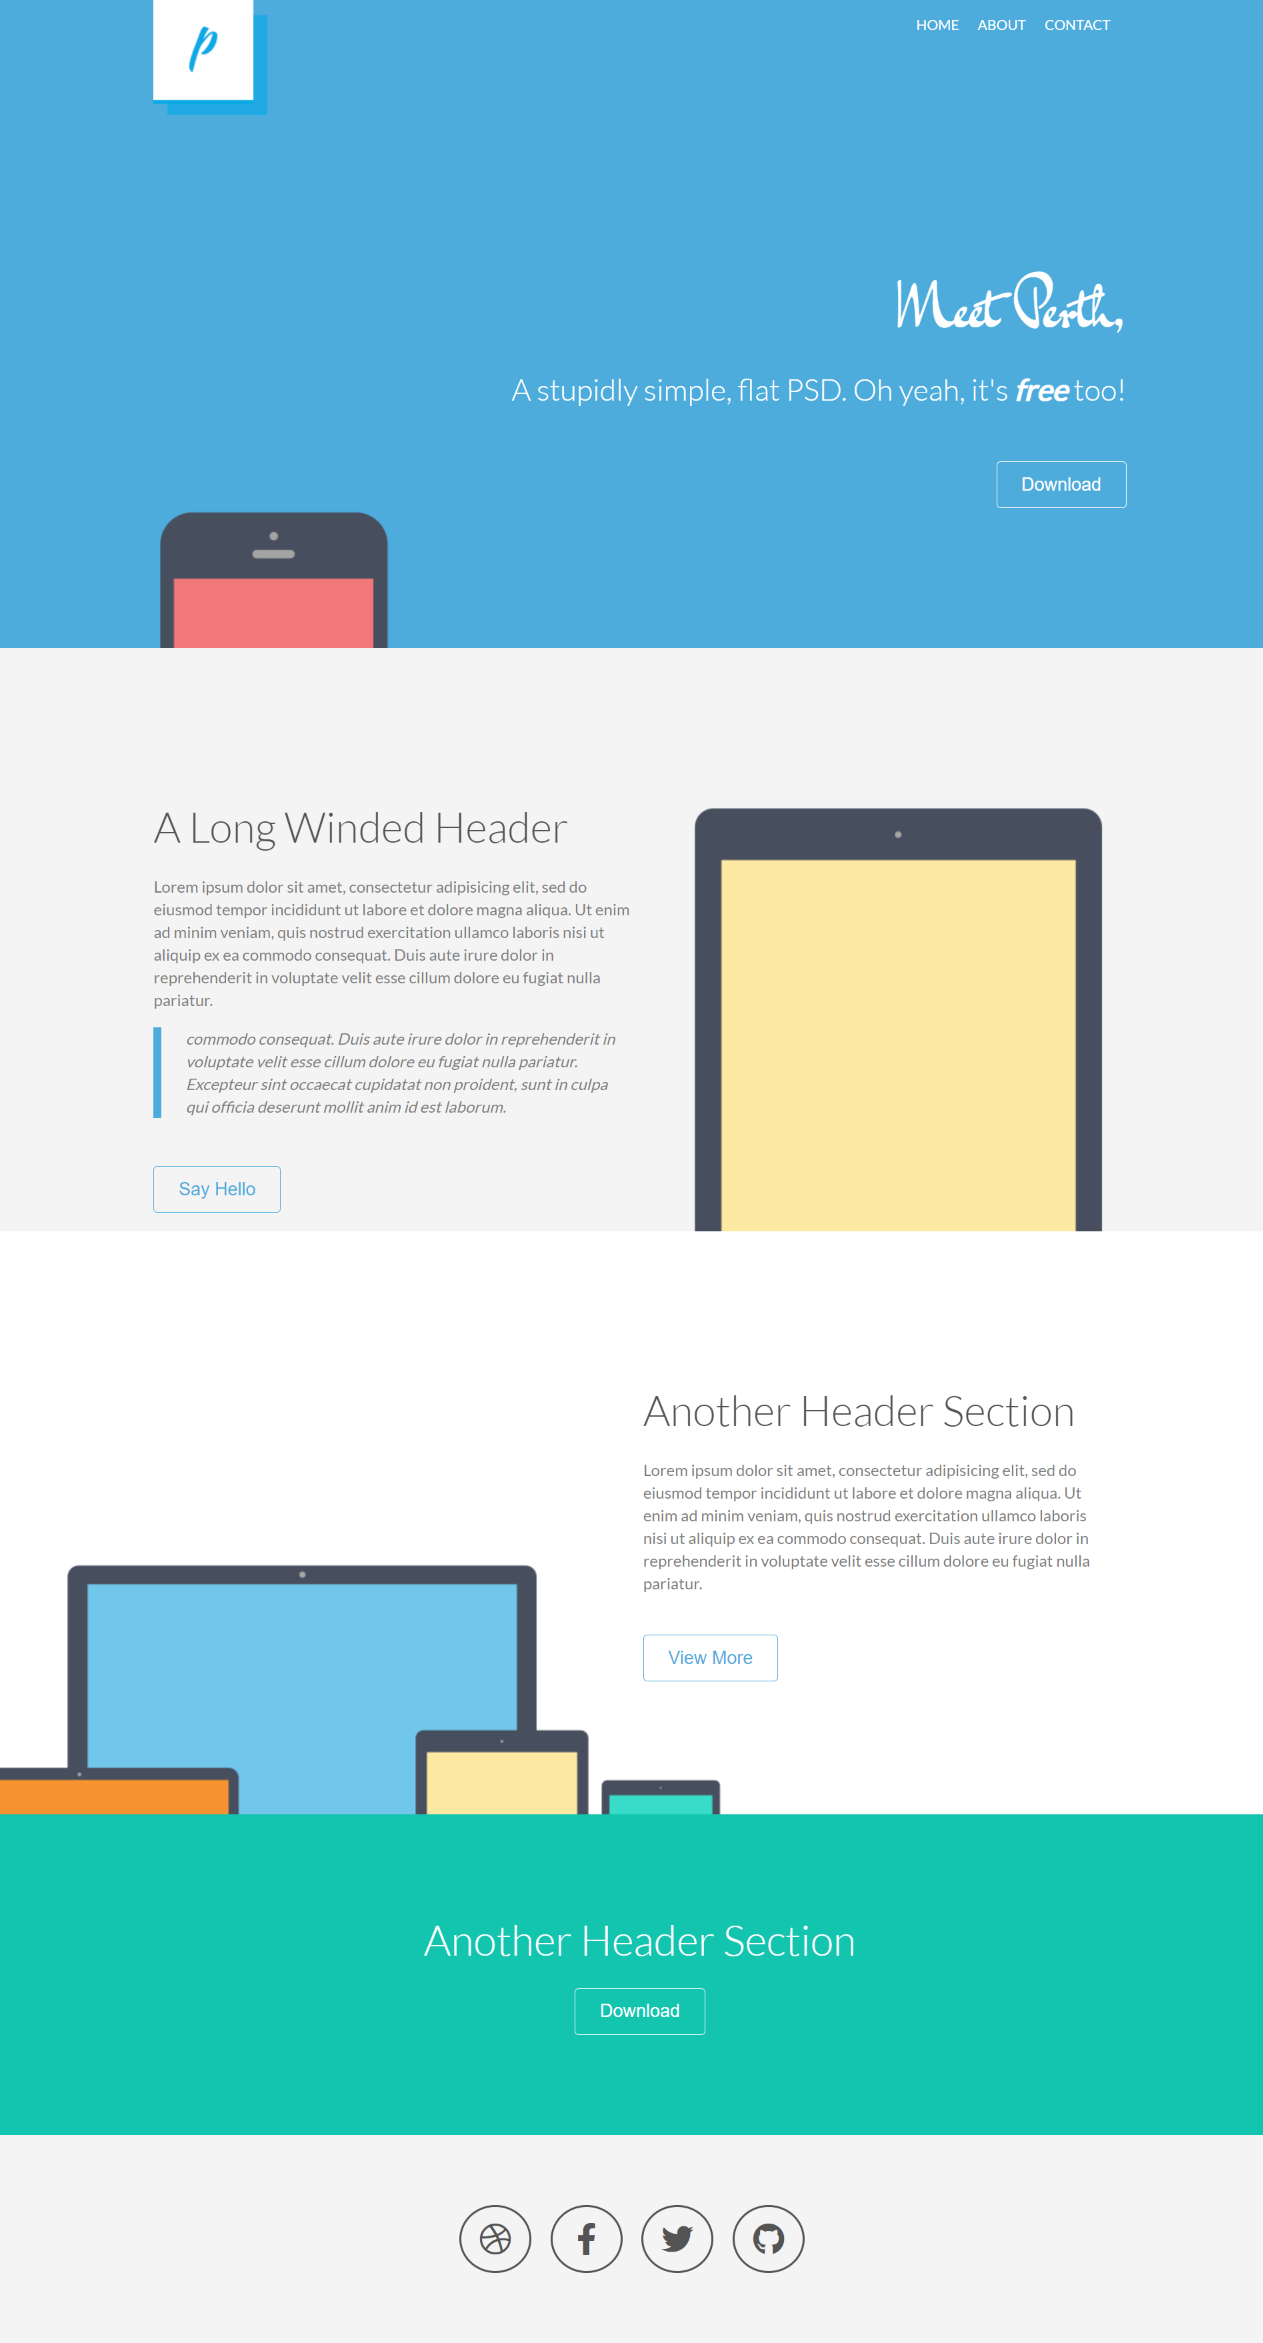 p
HOME ABOUT CONTACT
Meet Perth,
A stupidly simple, flat PSD. Oh yeah, it's free too!
Download
A Long Winded Header
Lorem ipsum dolor sit amet, consectetur adipisicing elit, sed do
eiusmod tempor incididunt ut labore et dolore magna aliqua. Ut enim
ad minim veniam, quis nostrud exercitation ullamco laboris nisi ut
aliquip ex ea commodo consequat. Duis aute irure dolor in
reprehenderit in voluptate velit esse cillum dolore eu fugiat nulla
pariatur.
commodo consequat. Duis aute irure dolor in reprehenderit in
voluptate velit esse cillum dolore eu fugiat nulla pariatur.
Excepteur sint occaecat cupidatat non proident, sunt in culpa
qui officia deserunt mollit anim id est laborum.
Say Hello
Another Header Section
Lorem ipsum dolor sit amet, consectetur adipisicing elit, sed do
eiusmod tempor incididunt ut labore et dolore magna aliqua. Ut
enim ad minim veniam, quis nostrud exercitation ullamco laboris
nisi ut aliquip ex ea commodo consequat. Duis aute irure dolor in
reprehenderit in voluptate velit esse cillum dolore eu fugiat nulla
pariatur.
View More
Another Header Section
Download